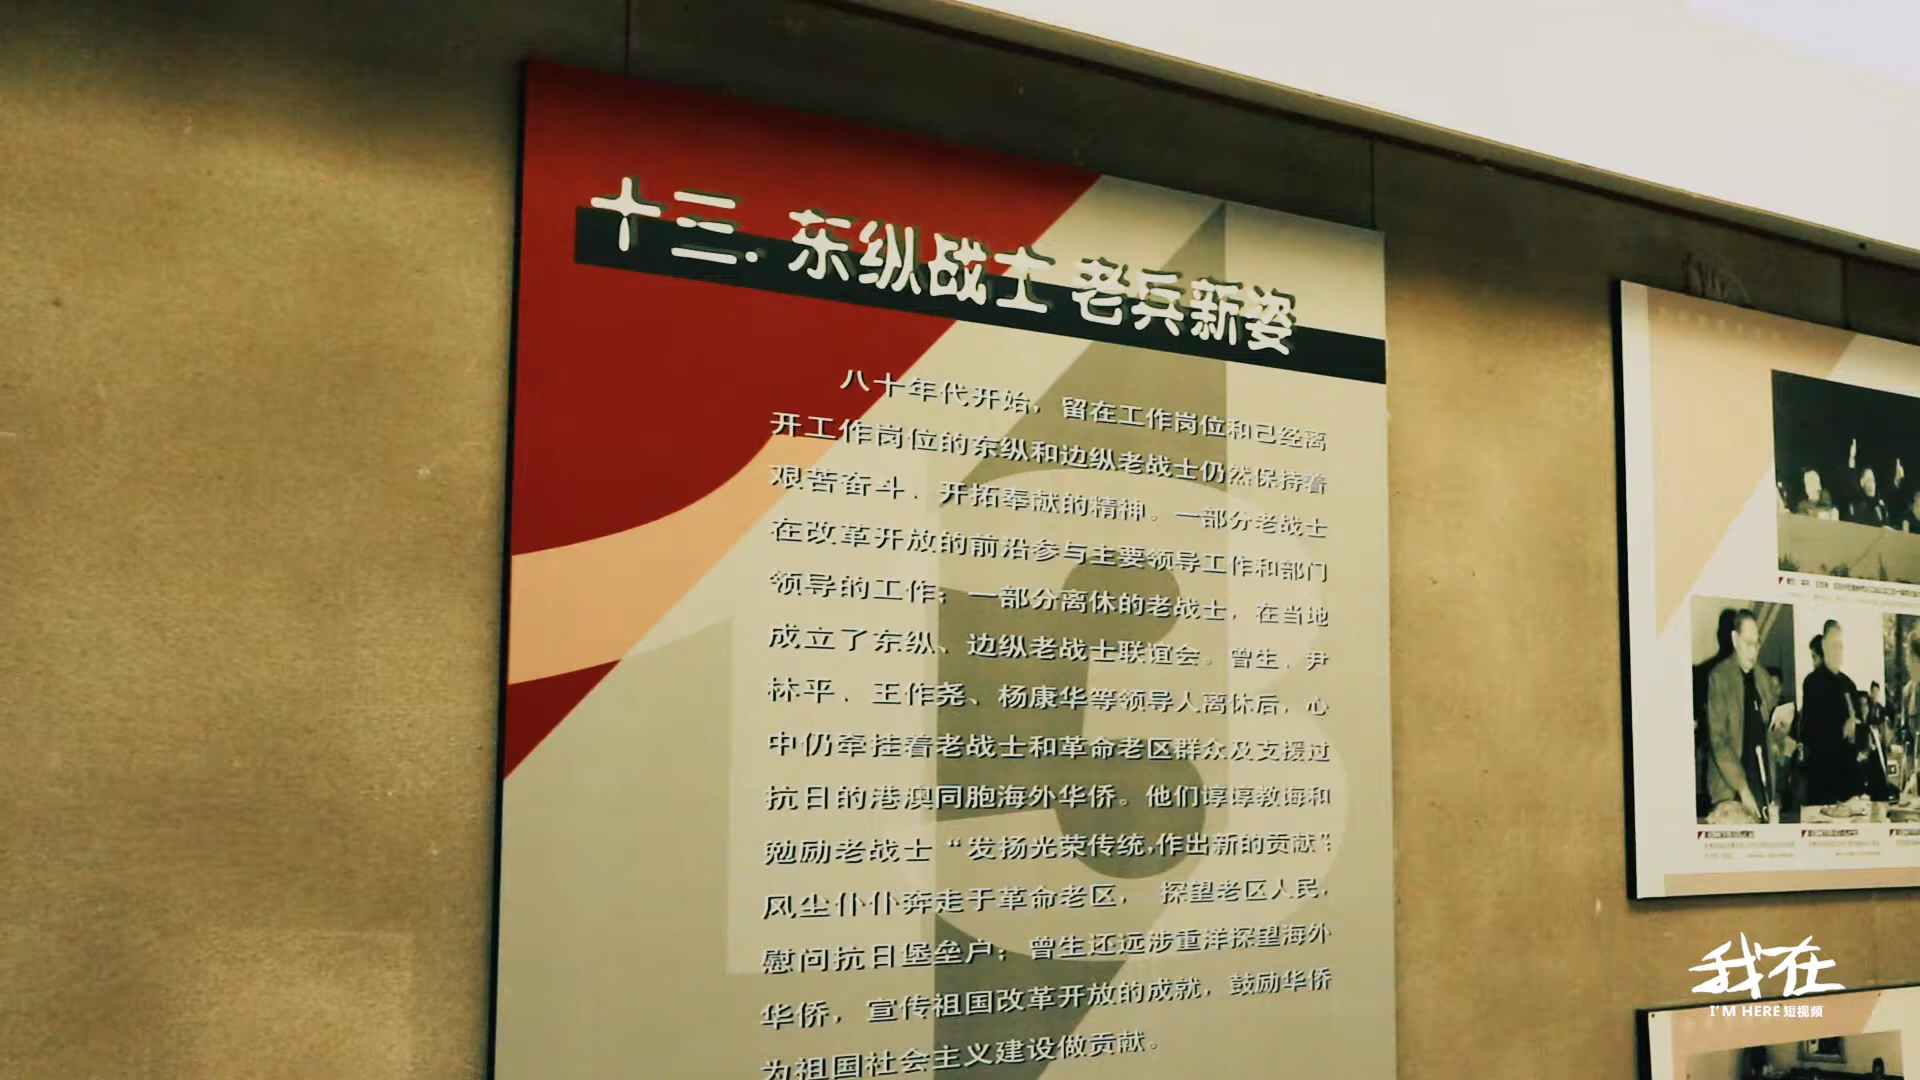 十三. 东纵战士 老兵新姿
八十年代开始，留在工作岗位和已经离
开工作岗位的东纵和边纵老战士仍然保持着
艰苦奋斗、开拓奉献的精神。一部分老战士
在改革开放的前沿参与主要领导工作和部门
领导的工作；一部分离休的老战士，在当地
成立了东纵、边纵老战士联谊会。曾生、尹
林平、王作尧、杨康华等领导人离休后，心
中仍牵挂着老战士和革命老区群众及支援过
抗日的港澳同胞海外华侨。他们谆谆教诲和
勉励老战士“发扬光荣传统,作出新的贡献”；
风尘仆仆奔走于革命老区，探望老区人民，
慰问抗日堡垒户；曾生还远涉重洋探望海外
华侨，宣传祖国改革开放的成就，鼓励华侨
为祖国社会主义建设做贡献。
我在
I'M HERE 短视频